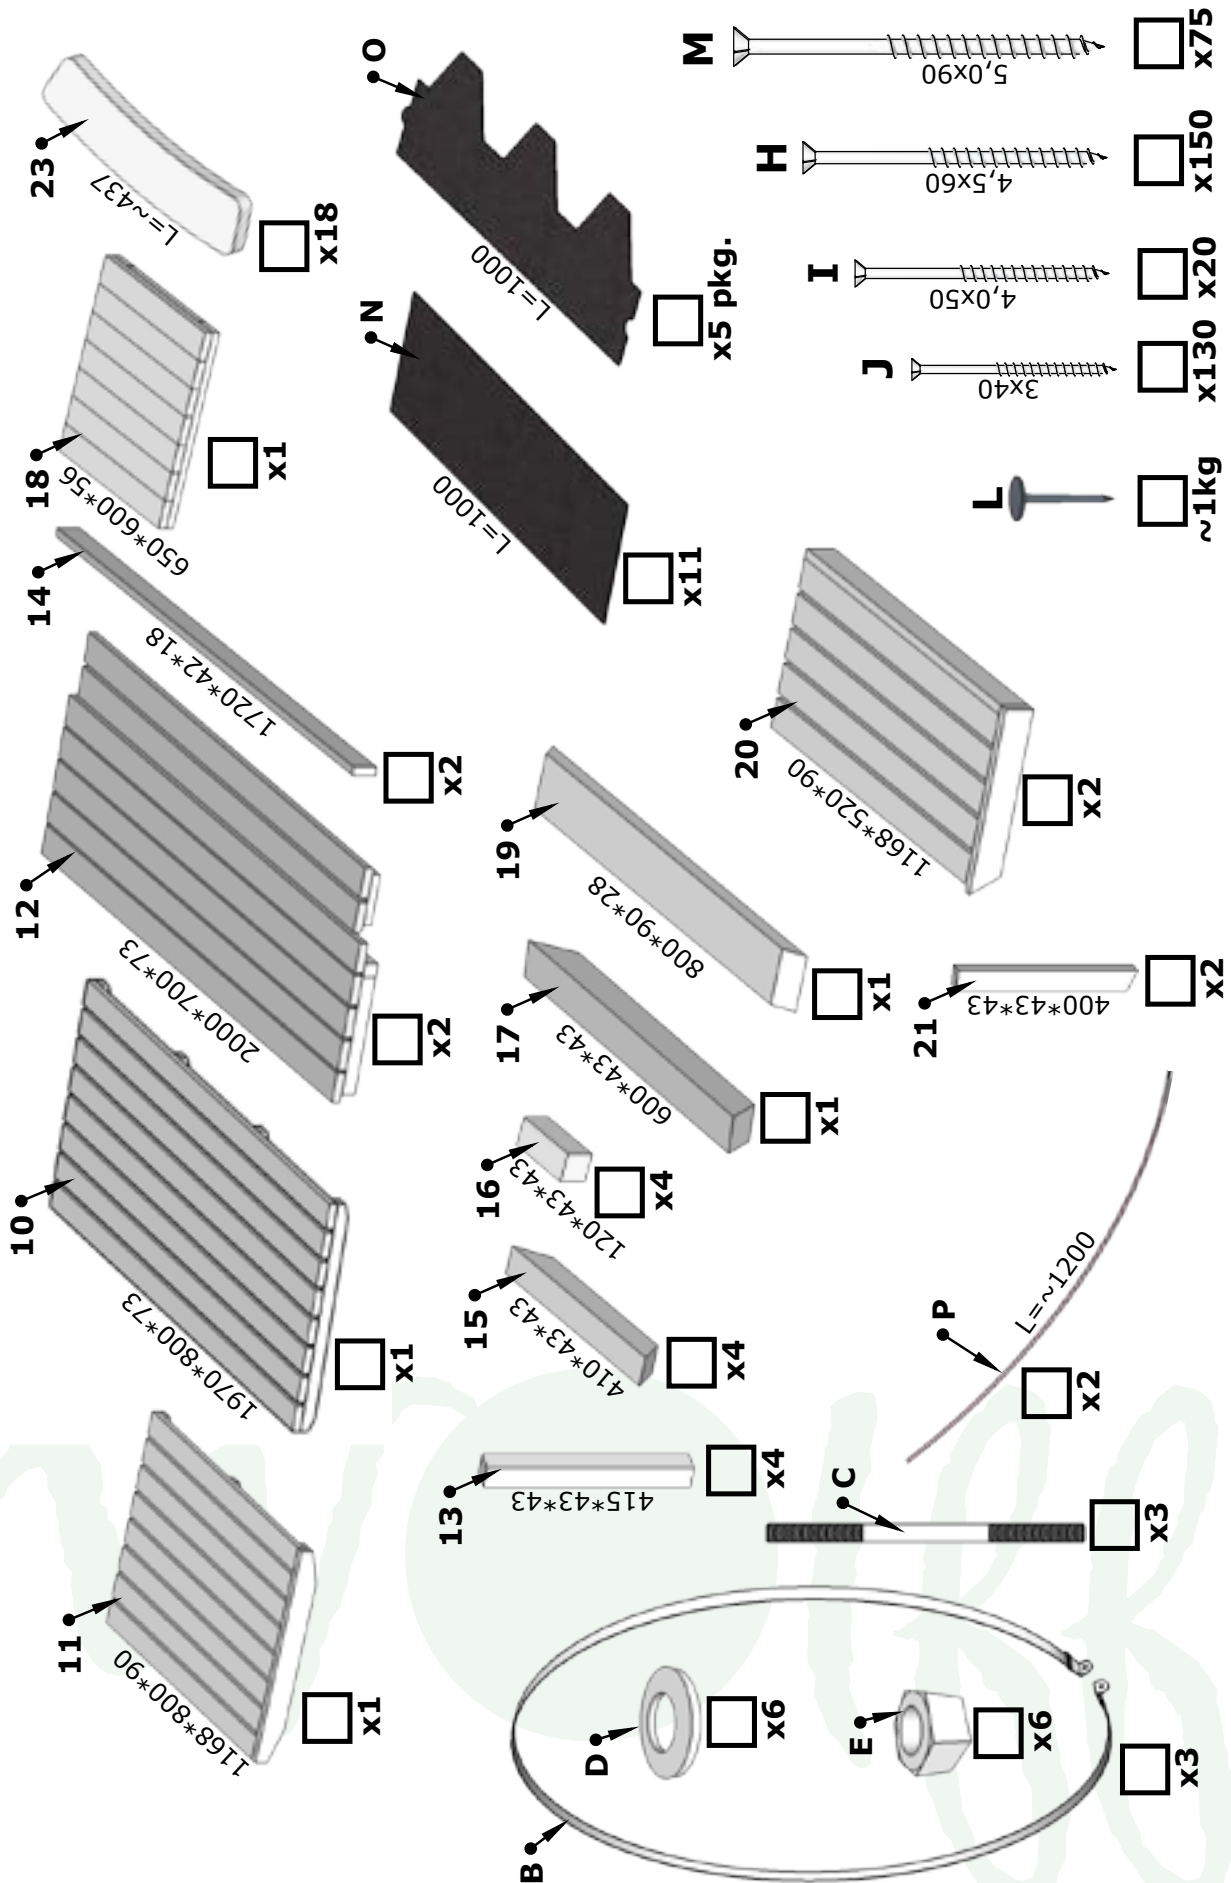 11
1168*800*90
x1
10
1970*800*73
x1
12
2000*700*73
x2
14
1720*42*18
x2
18
650*600*56
x1
23
L=~437
x18
B
x3
D
x6
E
x6
C
x3
13
415*43*43
x4
15
410*43*43
x4
16
120*43*43
x4
17
600*43*43
x1
19
800*90*28
x1
N
L=1000
x11
O
L=1000
x5 pkg.
P
L=~1200
x2
21
400*43*43
x2
20
1168*520*90
x2
L
~1kg
J
3x40
x130
I
4,0x50
x20
H
4,5x60
x150
M
5,0x90
x75